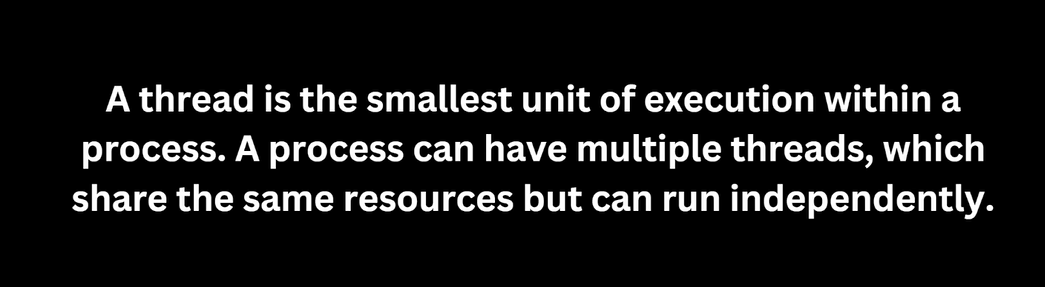 A thread is the smallest unit of execution within a
process. A process can have multiple threads, which
share the same resources but can run independently.